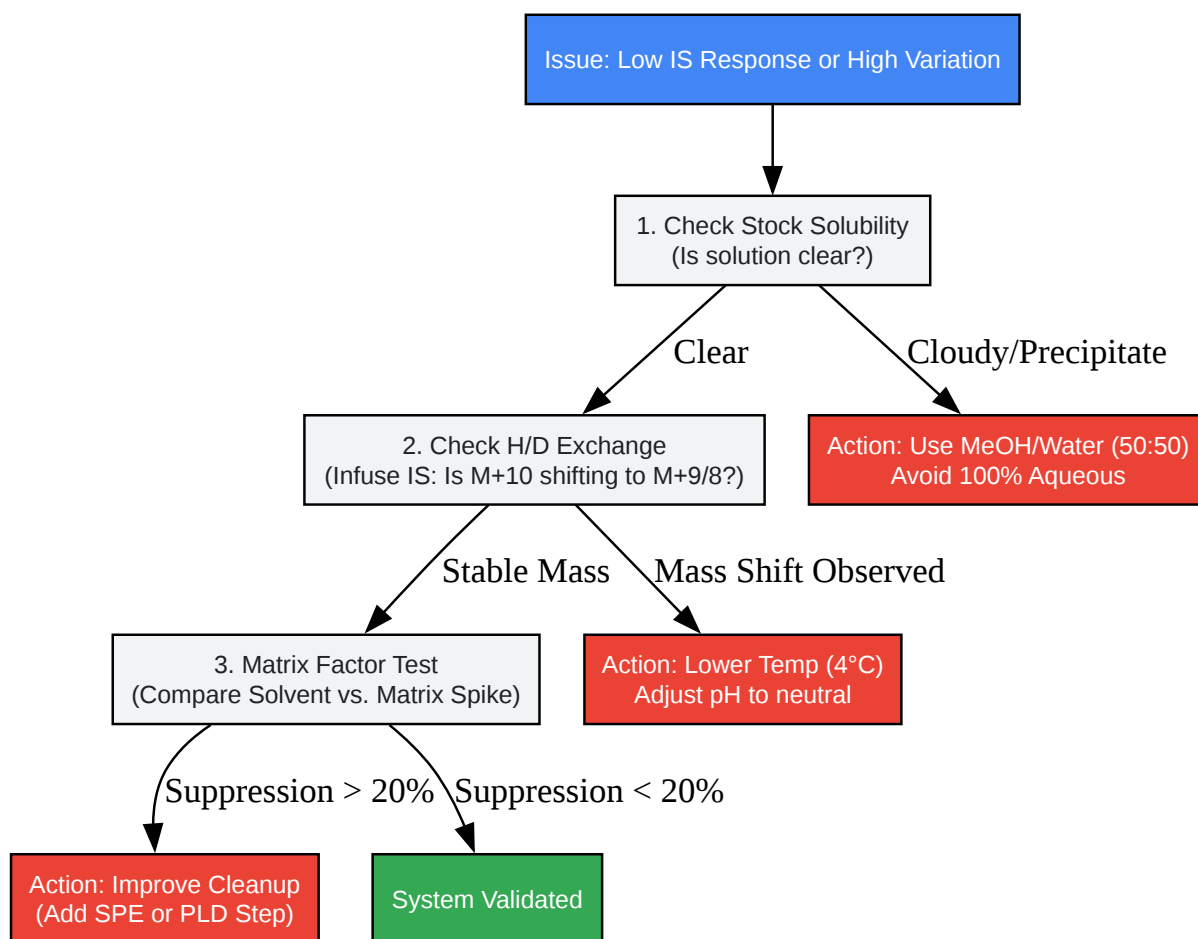 Issue: Low IS Response or High Variation
1. Check Stock Solubility
(Is solution clear?)
Clear
Cloudy/Precipitate
2. Check H/D Exchange
(Infuse IS: Is M+10 shifting to M+9/8?)
Action: Use MeOH/Water (50:50)
Avoid 100% Aqueous
Stable Mass
Mass Shift Observed
3. Matrix Factor Test
(Compare Solvent vs. Matrix Spike)
Action: Lower Temp (4°C)
Adjust pH to neutral
Suppression > 20%
Suppression < 20%
Action: Improve Cleanup
(Add SPE or PLD Step)
System Validated